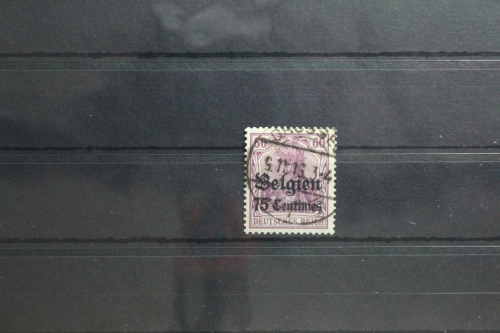 60 60
Belgien
75 Centimes
DEUTSCHES REICH